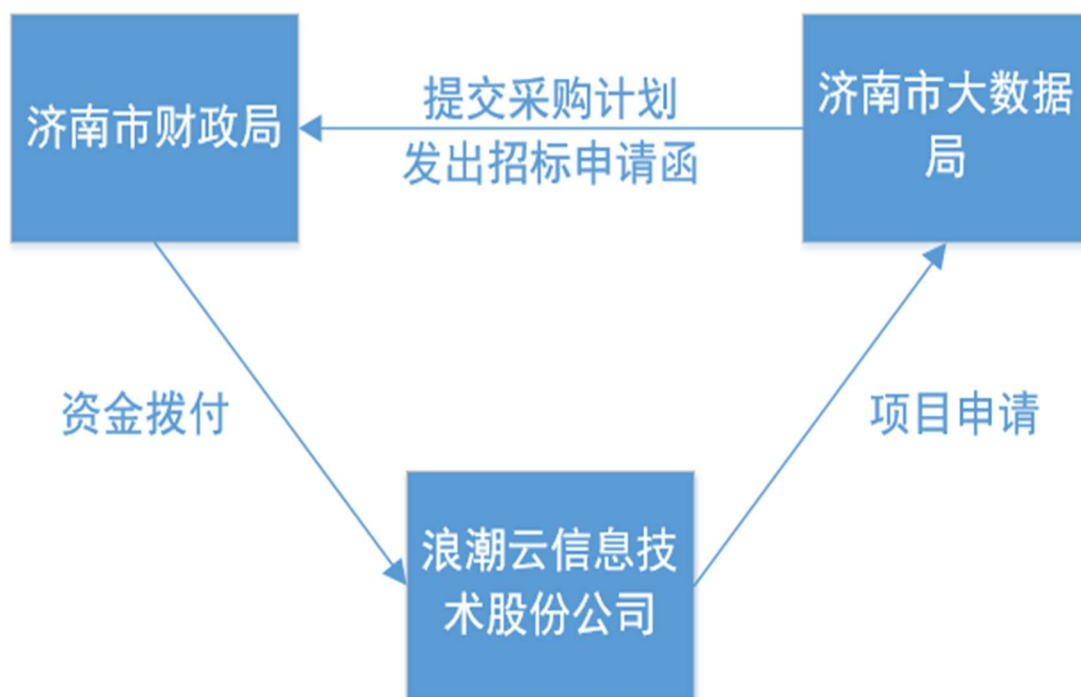 济南市财政局
提交采购计划
发出招标申请函
济南市大数据
局
资金拨付
项目申请
浪潮云信息技
术股份公司